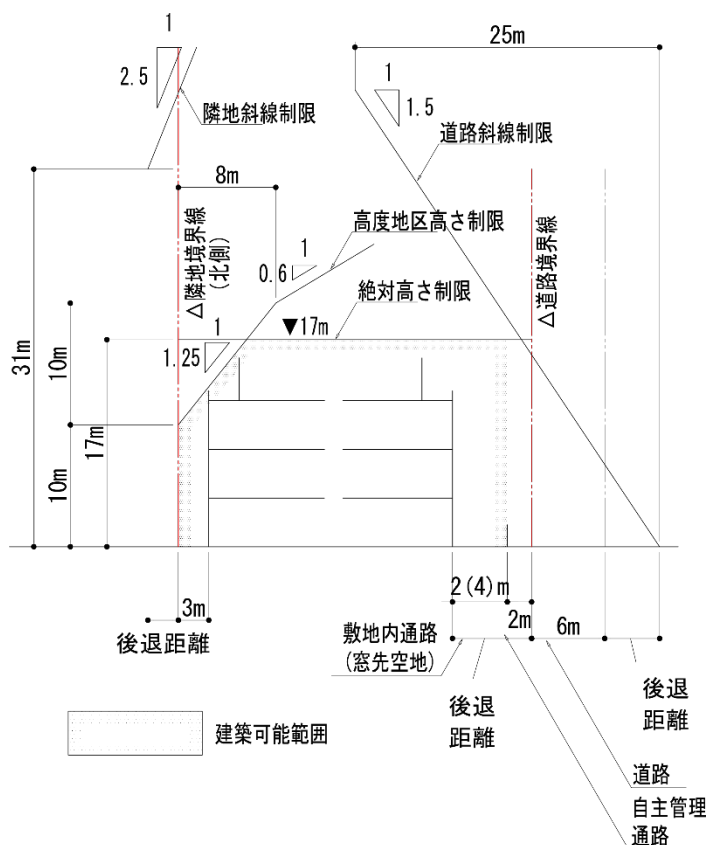 1
2.5
隣地斜線制限
25m
1
1.5
道路斜線制限
8m
△隣地境界線
(北側)
高度地区高さ制限
1
0.6
絶対高さ制限
▼17m
△道路境界線
1
1.25
31m
10m
17m
10m
3m
後退距離
2(4)m
2m
6m
敷地内通路
(窓先空地)
後退
距離
後退
距離
建築可能範囲
道路
自主管理
通路